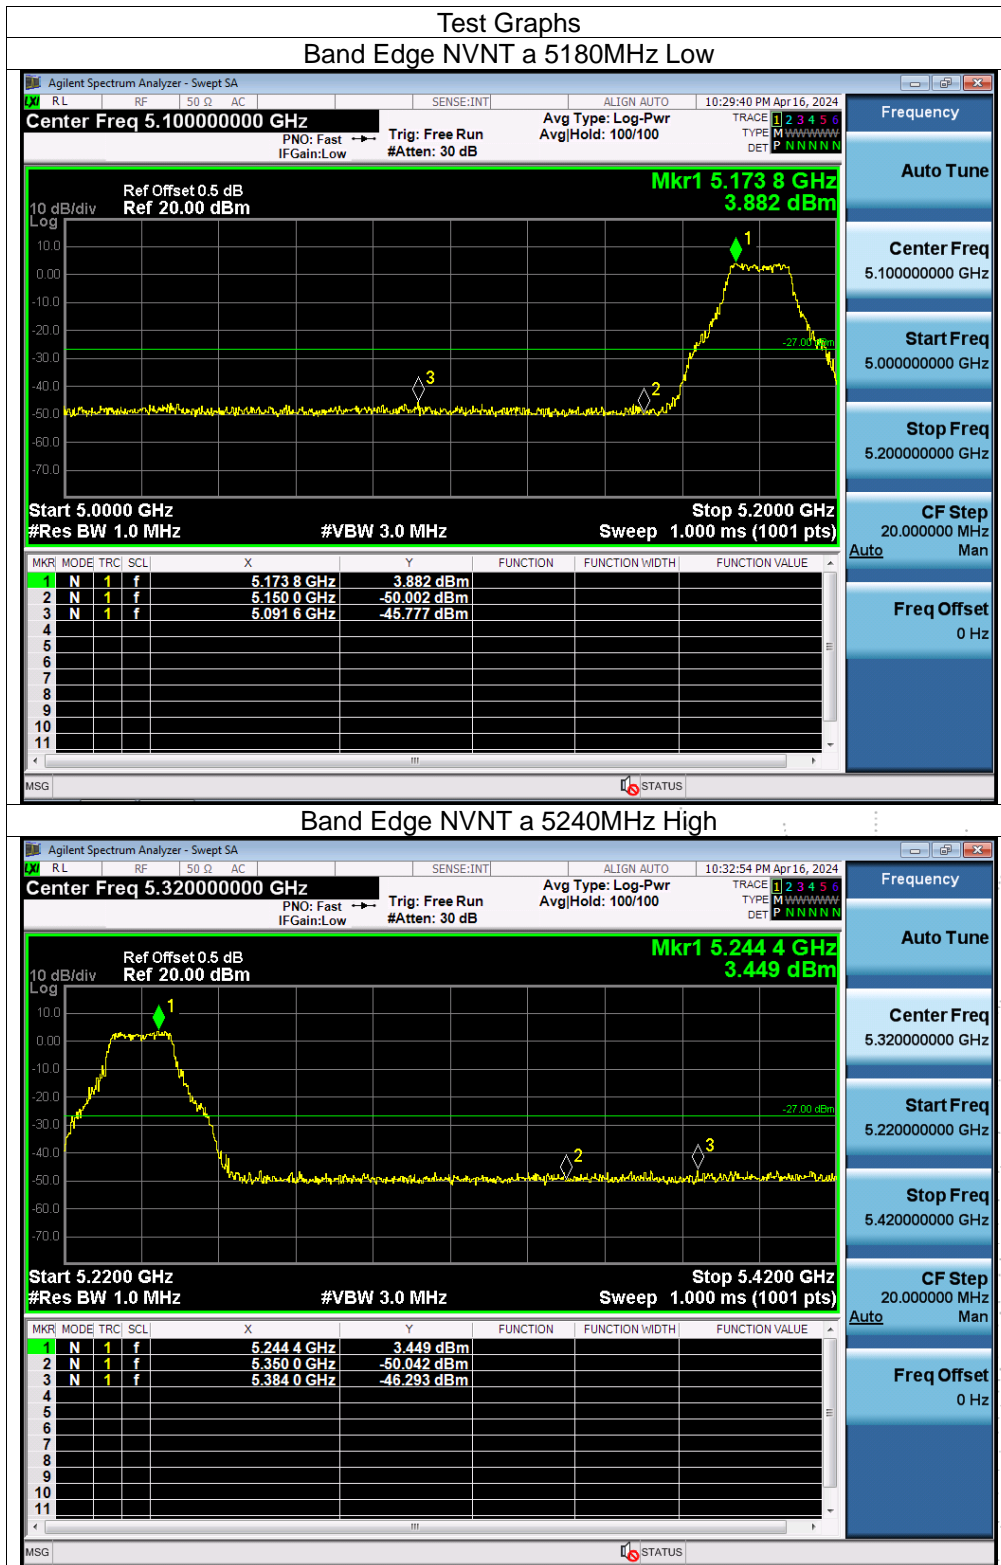 Test Graphs
Band Edge NVNT a 5180MHz Low
Agilent Spectrum Analyzer - Swept SA
LXI RL RF 50 Ω AC SENSE:INT ALIGN AUTO 10:29:40 PM Apr 16, 2024
Center Freq 5.100000000 GHz Avg Type: Log-Pwr TRACE 1 2 3 4 5 6
PNO: Fast Trig: Free Run Avg|Hold: 100/100 TYPE M WWWWW
IFGain:Low #Atten: 30 dB DET P N N N N N
Frequency
Auto Tune
Center Freq
5.100000000 GHz
Start Freq
5.000000000 GHz
Stop Freq
5.200000000 GHz
CF Step
20.000000 MHz
Auto Man
Freq Offset
0 Hz
Mkr1 5.173 8 GHz
Ref Offset 0.5 dB
10 dB/div Ref 20.00 dBm 3.882 dBm
Log
10.0
0.00
-10.0
-20.0
-30.0
-40.0
-50.0
-60.0
-70.0
1
-27.00 dBm
3
2
Start 5.0000 GHz Stop 5.2000 GHz
#Res BW 1.0 MHz #VBW 3.0 MHz Sweep 1.000 ms (1001 pts)
MKR MODE TRC SCL X Y FUNCTION FUNCTION WIDTH FUNCTION VALUE
1 N 1 f 5.173 8 GHz 3.882 dBm
2 N 1 f 5.150 0 GHz -50.002 dBm
3 N 1 f 5.091 6 GHz -45.777 dBm
4
5
6
7
8
9
10
11
MSG STATUS
Band Edge NVNT a 5240MHz High
Agilent Spectrum Analyzer - Swept SA
LXI RL RF 50 Ω AC SENSE:INT ALIGN AUTO 10:32:54 PM Apr 16, 2024
Center Freq 5.320000000 GHz Avg Type: Log-Pwr TRACE 1 2 3 4 5 6
PNO: Fast Trig: Free Run Avg|Hold: 100/100 TYPE M WWWWW
IFGain:Low #Atten: 30 dB DET P N N N N N
Frequency
Auto Tune
Center Freq
5.320000000 GHz
Start Freq
5.220000000 GHz
Stop Freq
5.420000000 GHz
CF Step
20.000000 MHz
Auto Man
Freq Offset
0 Hz
Mkr1 5.244 4 GHz
Ref Offset 0.5 dB
10 dB/div Ref 20.00 dBm 3.449 dBm
Log
10.0
0.00
-10.0
-20.0
-30.0
-40.0
-50.0
-60.0
-70.0
1
-27.00 dBm
2
3
Start 5.2200 GHz Stop 5.4200 GHz
#Res BW 1.0 MHz #VBW 3.0 MHz Sweep 1.000 ms (1001 pts)
MKR MODE TRC SCL X Y FUNCTION FUNCTION WIDTH FUNCTION VALUE
1 N 1 f 5.244 4 GHz 3.449 dBm
2 N 1 f 5.350 0 GHz -50.042 dBm
3 N 1 f 5.384 0 GHz -46.293 dBm
4
5
6
7
8
9
10
11
MSG STATUS